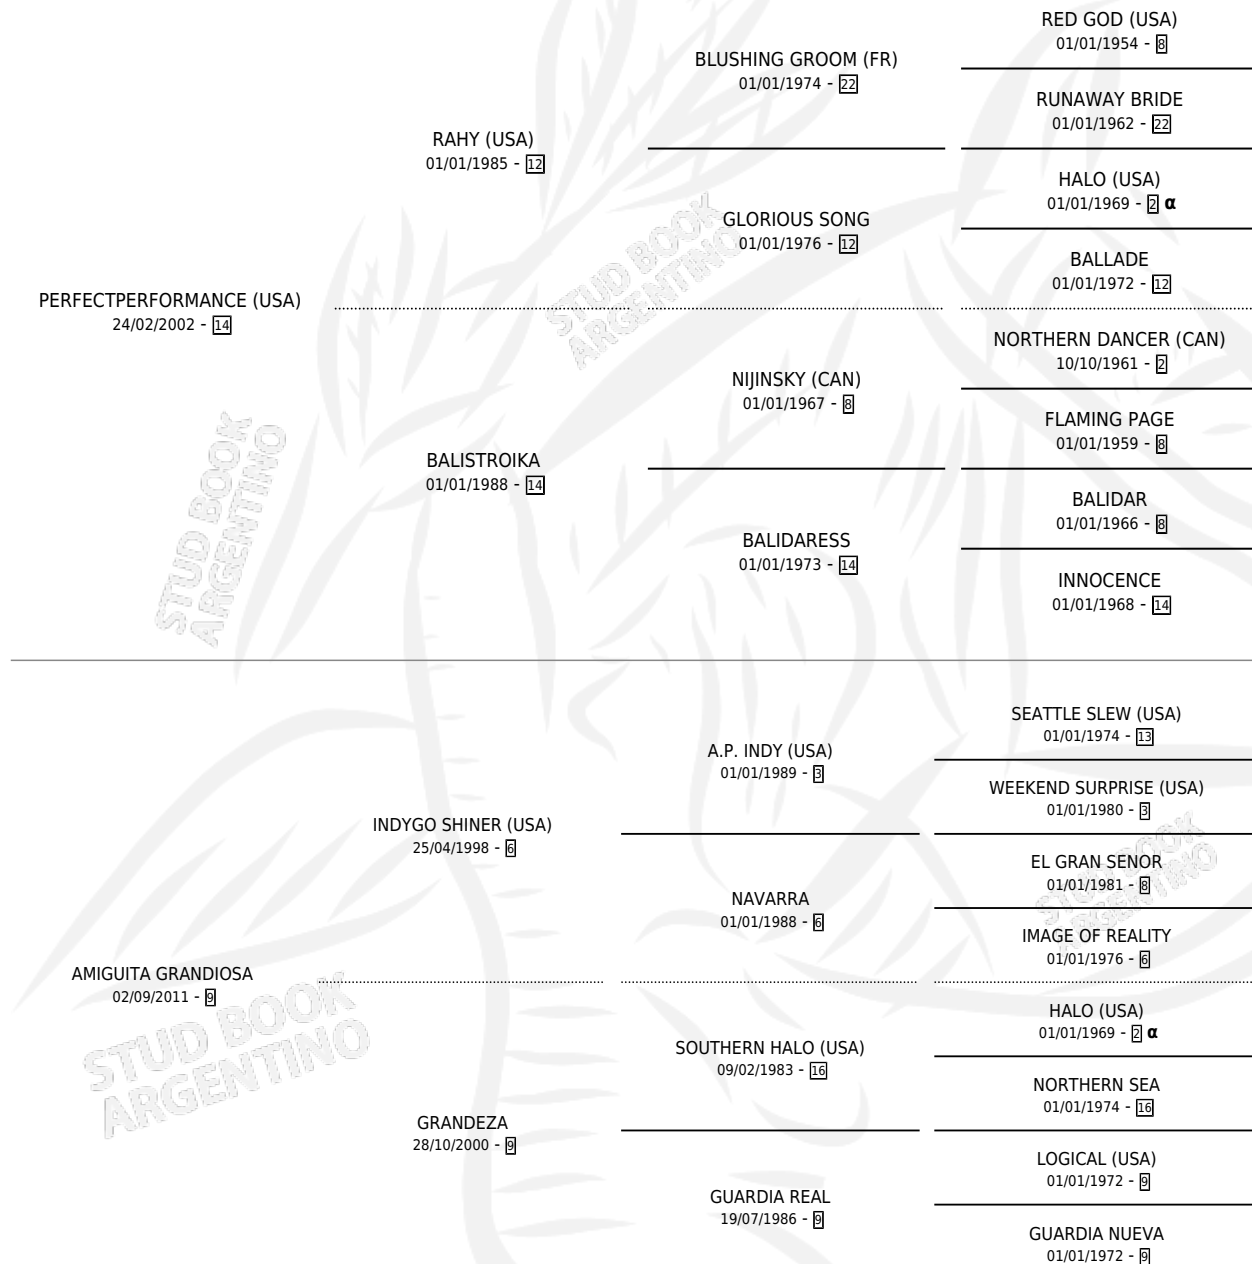 RED GOD (USA)
01/01/1954 - 8
BLUSHING GROOM (FR)
01/01/1974 - 22
RUNAWAY BRIDE
01/01/1962 - 22
RAHY (USA)
01/01/1985 - 12
HALO (USA)
01/01/1969 - 2 α
GLORIOUS SONG
01/01/1976 - 12
BALLADE
01/01/1972 - 12
PERFECTPERFORMANCE (USA)
24/02/2002 - 14
NORTHERN DANCER (CAN)
10/10/1961 - 2
NIJINSKY (CAN)
01/01/1967 - 8
FLAMING PAGE
01/01/1959 - 8
BALISTROIKA
01/01/1988 - 14
BALIDAR
01/01/1966 - 8
BALIDARESS
01/01/1973 - 14
INNOCENCE
01/01/1968 - 14
SEATTLE SLEW (USA)
01/01/1974 - 13
A.P. INDY (USA)
01/01/1989 - 3
WEEKEND SURPRISE (USA)
01/01/1980 - 3
INDYGO SHINER (USA)
25/04/1998 - 6
EL GRAN SENOR
01/01/1981 - 8
NAVARRA
01/01/1988 - 6
IMAGE OF REALITY
01/01/1976 - 6
AMIGUITA GRANDIOSA
02/09/2011 - 9
HALO (USA)
01/01/1969 - 2 α
SOUTHERN HALO (USA)
09/02/1983 - 16
NORTHERN SEA
01/01/1974 - 16
GRANDEZA
28/10/2000 - 9
LOGICAL (USA)
01/01/1972 - 9
GUARDIA REAL
19/07/1986 - 9
GUARDIA NUEVA
01/01/1972 - 9
STUD BOOK
ARGENTINO
STUD BOOK
ARGENTINO
STUD BOOK
ARGENTINO
STUD BOOK
ARGENTINO